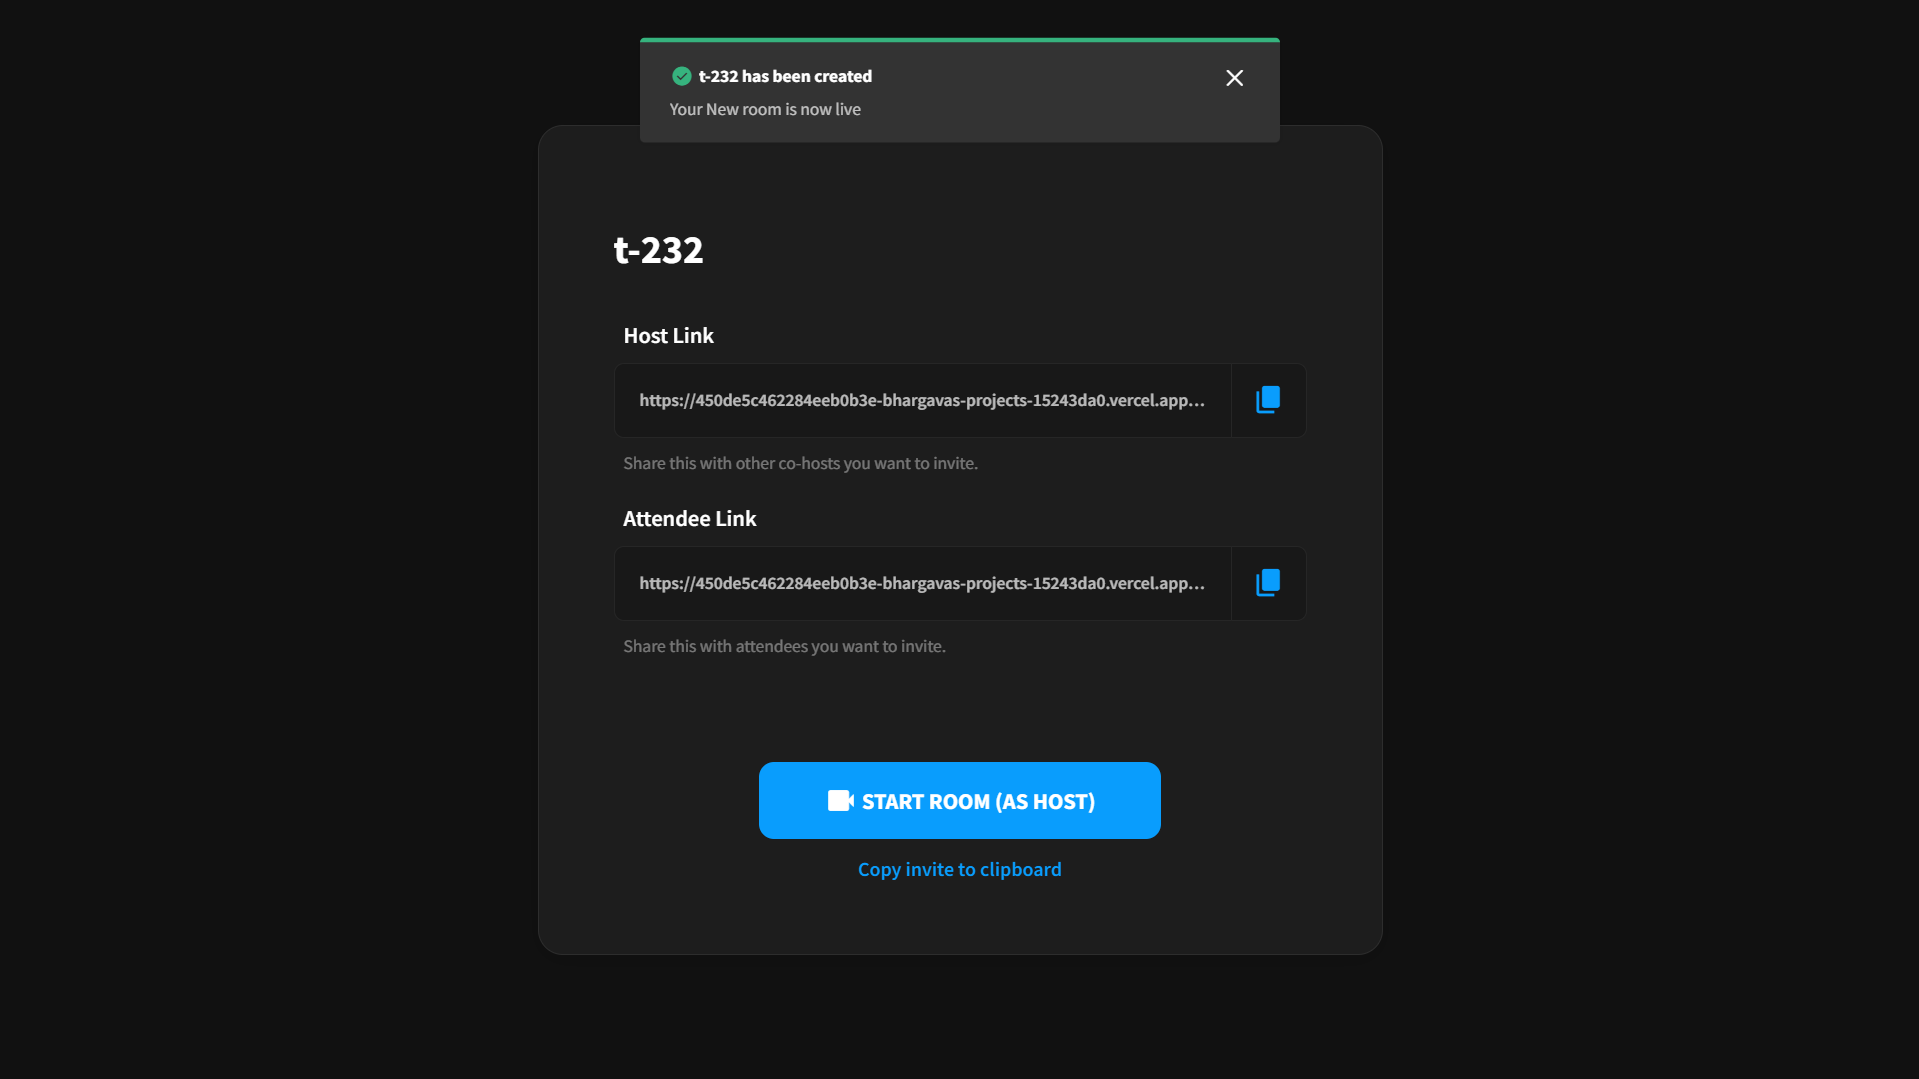 t-232 has been created
Your New room is now live
t-232
Host Link
https://450de5c462284eeb0b3e-bhargavas-projects-15243da0.vercel.app...
Share this with other co-hosts you want to invite.
Attendee Link
https://450de5c462284eeb0b3e-bhargavas-projects-15243da0.vercel.app...
Share this with attendees you want to invite.
START ROOM (AS HOST)
Copy invite to clipboard